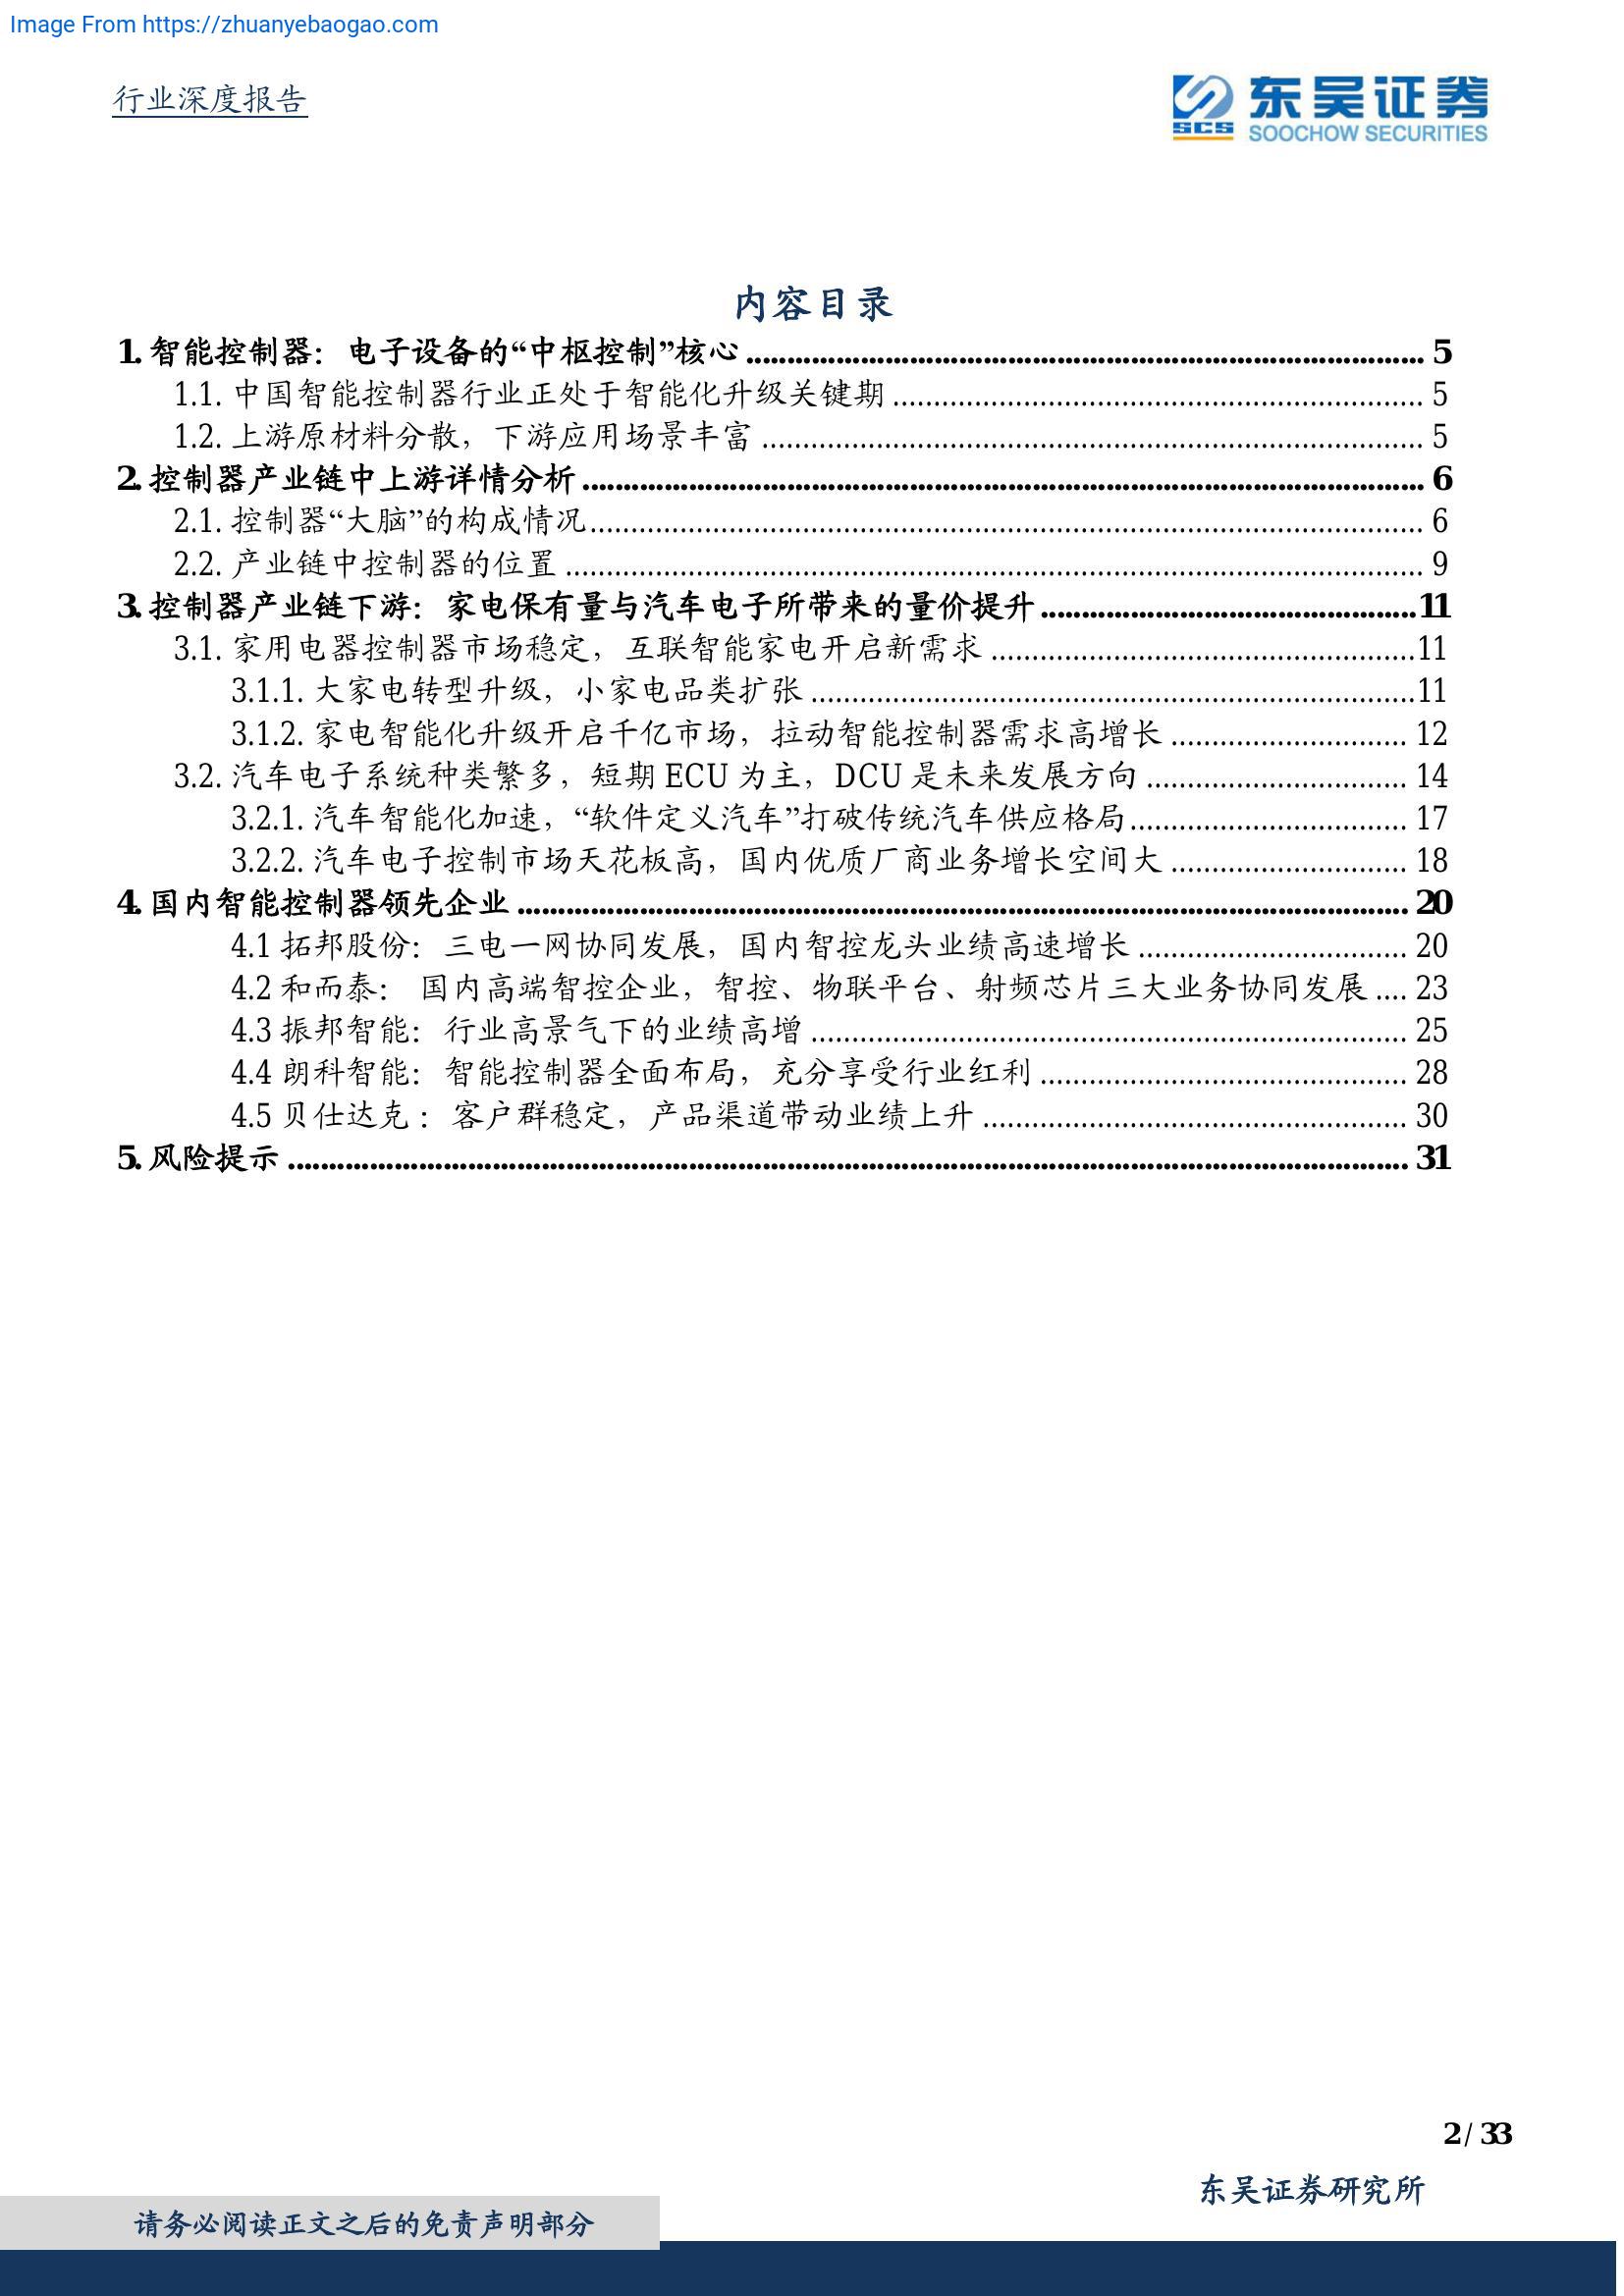 Image From https://zhuanyebaogao.com
行业深度报告
东吴证券
SCS
SOOCHOW SECURITIES
内容目录
1. 智能控制器：电子设备的“中枢控制”核心 ........ 5
1.1. 中国智能控制器行业正处于智能化升级关键期 ........ 5
1.2. 上游原材料分散，下游应用场景丰富 ........ 5
2. 控制器产业链中上游详情分析 ........ 6
2.1. 控制器“大脑”的构成情况 ........ 6
2.2. 产业链中控制器的位置 ........ 9
3. 控制器产业链下游：家电保有量与汽车电子所带来的量价提升 ........ 11
3.1. 家用电器控制器市场稳定，互联智能家电开启新需求 ........ 11
3.1.1. 大家电转型升级，小家电品类扩张 ........ 11
3.1.2. 家电智能化升级开启千亿市场，拉动智能控制器需求高增长 ........ 12
3.2. 汽车电子系统种类繁多，短期 ECU 为主，DCU 是未来发展方向 ........ 14
3.2.1. 汽车智能化加速，“软件定义汽车”打破传统汽车供应格局 ........ 17
3.2.2. 汽车电子控制市场天花板高，国内优质厂商业务增长空间大 ........ 18
4. 国内智能控制器领先企业 ........ 20
4.1 拓邦股份：三电一网协同发展，国内智控龙头业绩高速增长 ........ 20
4.2 和而泰： 国内高端智控企业，智控、物联平台、射频芯片三大业务协同发展 .... 23
4.3 振邦智能：行业高景气下的业绩高增 ........ 25
4.4 朗科智能：智能控制器全面布局，充分享受行业红利 ........ 28
4.5 贝仕达克 ：客户群稳定，产品渠道带动业绩上升 ........ 30
5. 风险提示 ........ 31
2 / 33
东吴证券研究所
请务必阅读正文之后的免责声明部分